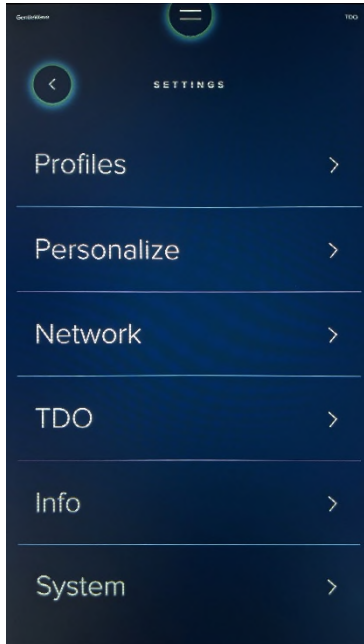 TDO
SETTINGS
Profiles
Personalize
Network
TDO
Info
System